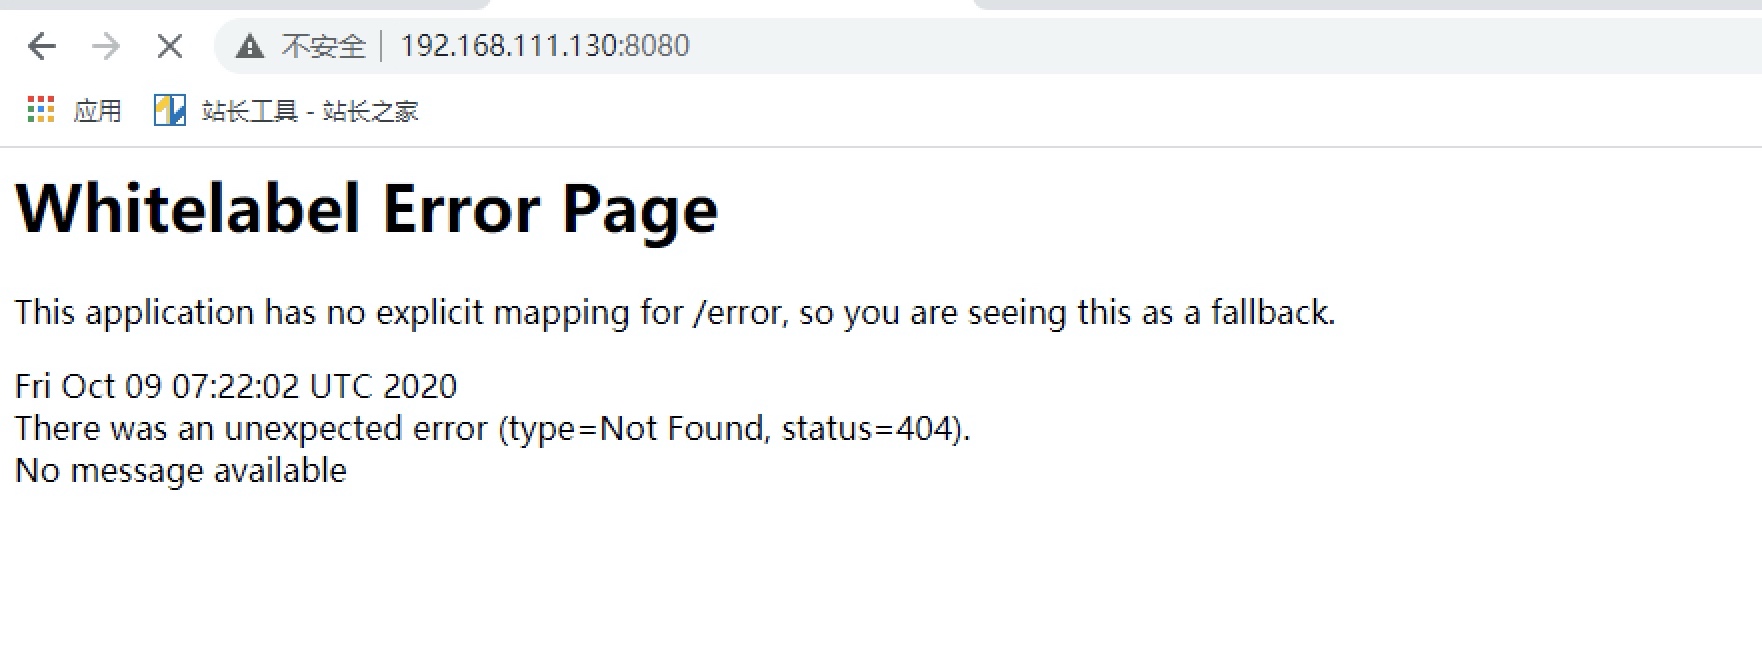 不安全 192.168.111.130:8080
应用 站长工具 - 站长之家
Whitelabel Error Page
This application has no explicit mapping for /error, so you are seeing this as a fallback.
Fri Oct 09 07:22:02 UTC 2020
There was an unexpected error (type=Not Found, status=404).
No message available